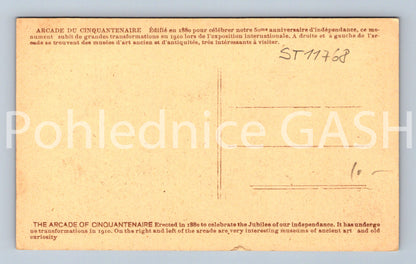 ARCADE DU CINQUANTENAIRE Édifié en 1880 pour célébrer notre 50me anniversaire d'indépendance, ce mo-
nument subit de grandes transformations en 1910 lors de l'exposition internationale. A droite et à gauche de l'ar-
cade se trouvent des musées d'art ancien et d'antiquités, très intéressants à visiter.
ST11768
Pohlednice GASH
10-
THE ARCADE OF CINQUANTENAIRE Erected in 1880 to celebrate the Jubilee of our independance. It has undergo
ne transformations in 1910. On the right and left of the arcade are, very interesting museums of ancient art and old
curiosity